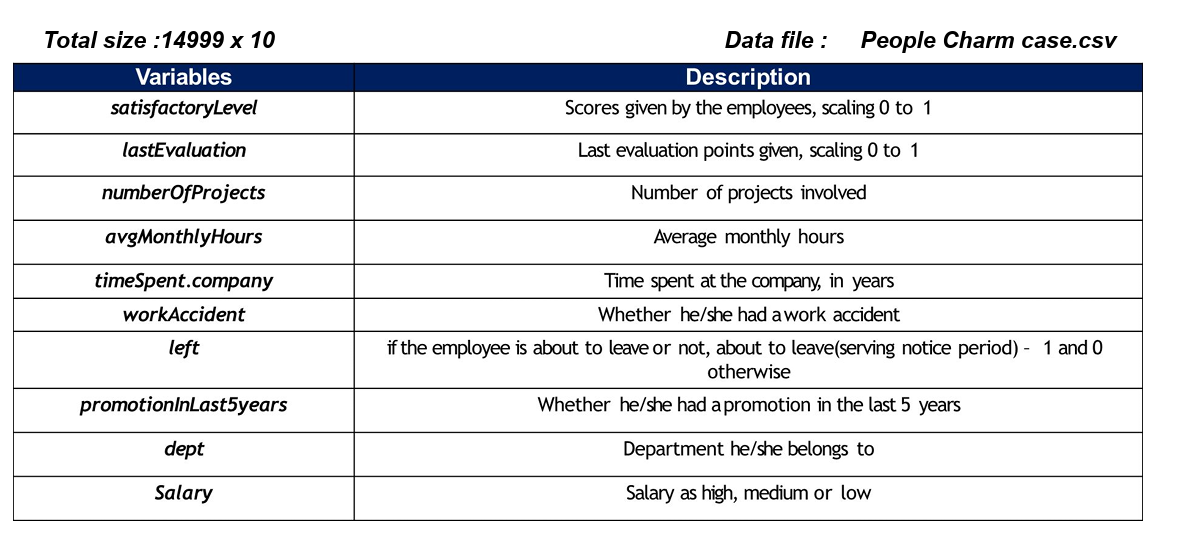 Total size :14999 x 10 Data file : People Charm case.csv
Variables Description
satisfactoryLevel Scores given by the employees, scaling 0 to 1
lastEvaluation Last evaluation points given, scaling 0 to 1
numberOfProjects Number of projects involved
avgMonthlyHours Average monthly hours
timeSpent.company Time spent at the company, in years
workAccident Whether he/she had a work accident
left if the employee is about to leave or not, about to leave(serving notice period) – 1 and 0
otherwise
promotionInLast5years Whether he/she had a promotion in the last 5 years
dept Department he/she belongs to
Salary Salary as high, medium or low